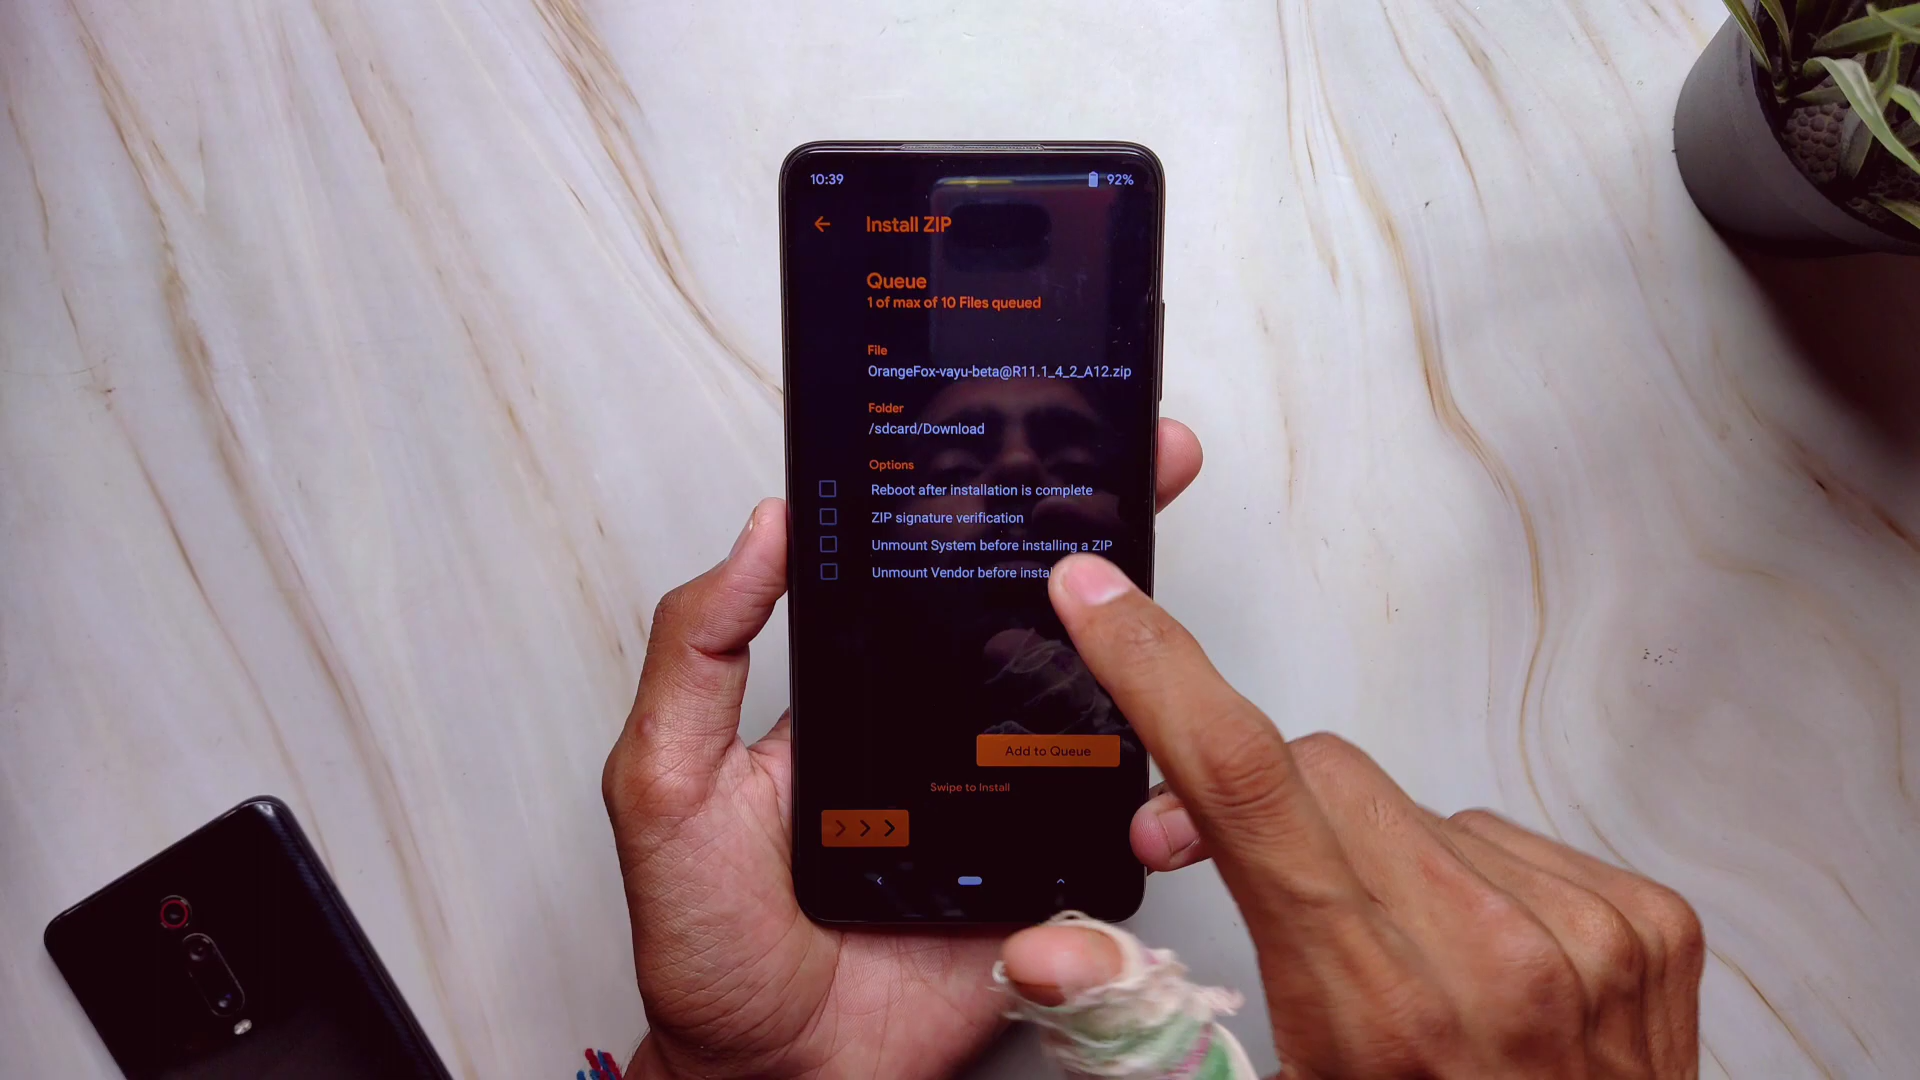 10:39
92%
Install ZIP
Queue
1 of max of 10 Files queued
File
OrangeFox-vayu-beta@R11.1_4_2_A12.zip
Folder
/sdcard/Download
Options
Reboot after installation is complete
ZIP signature verification
Unmount System before installing a ZIP
Unmount Vendor before
Add to Queue
Swipe to Install